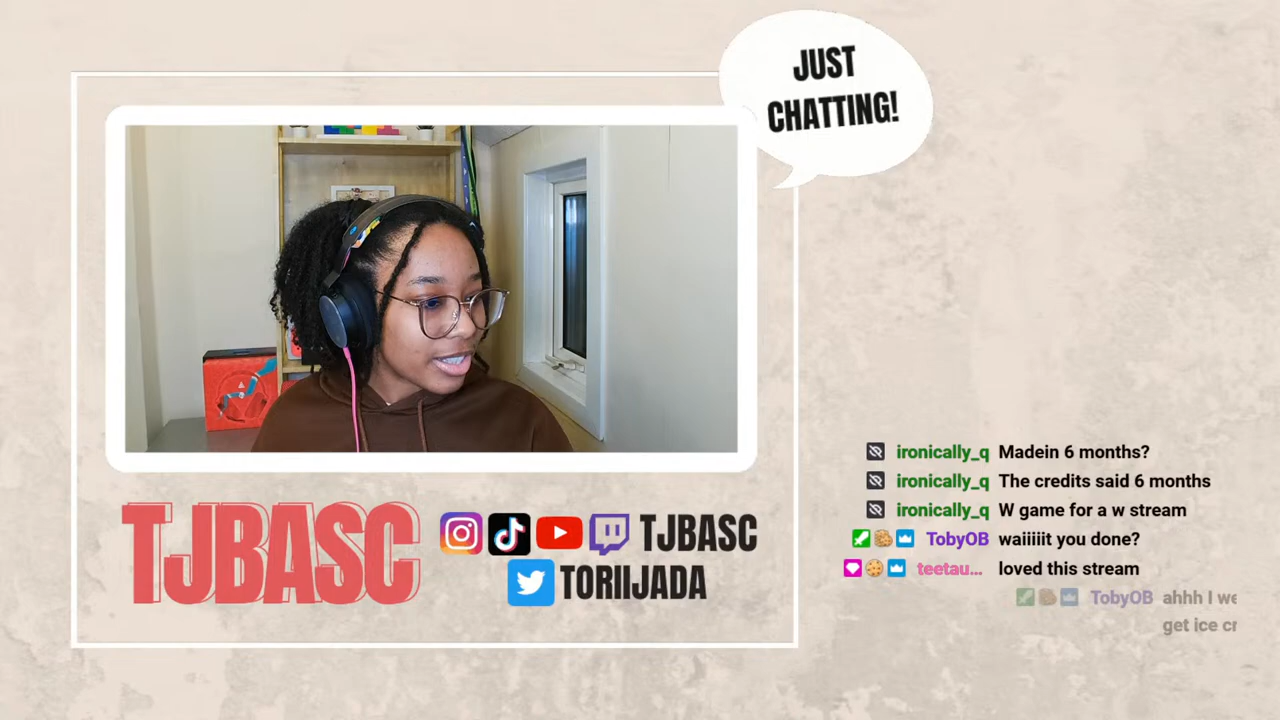 JUST
CHATTING!
TJBASC
TJBASC
TORIIJADA
ironically_q Madein 6 months?
ironically_q The credits said 6 months
ironically_q W game for a w stream
TobyOB waiiiiit you done?
teetau... loved this stream
TobyOB ahhh I we
get ice cr